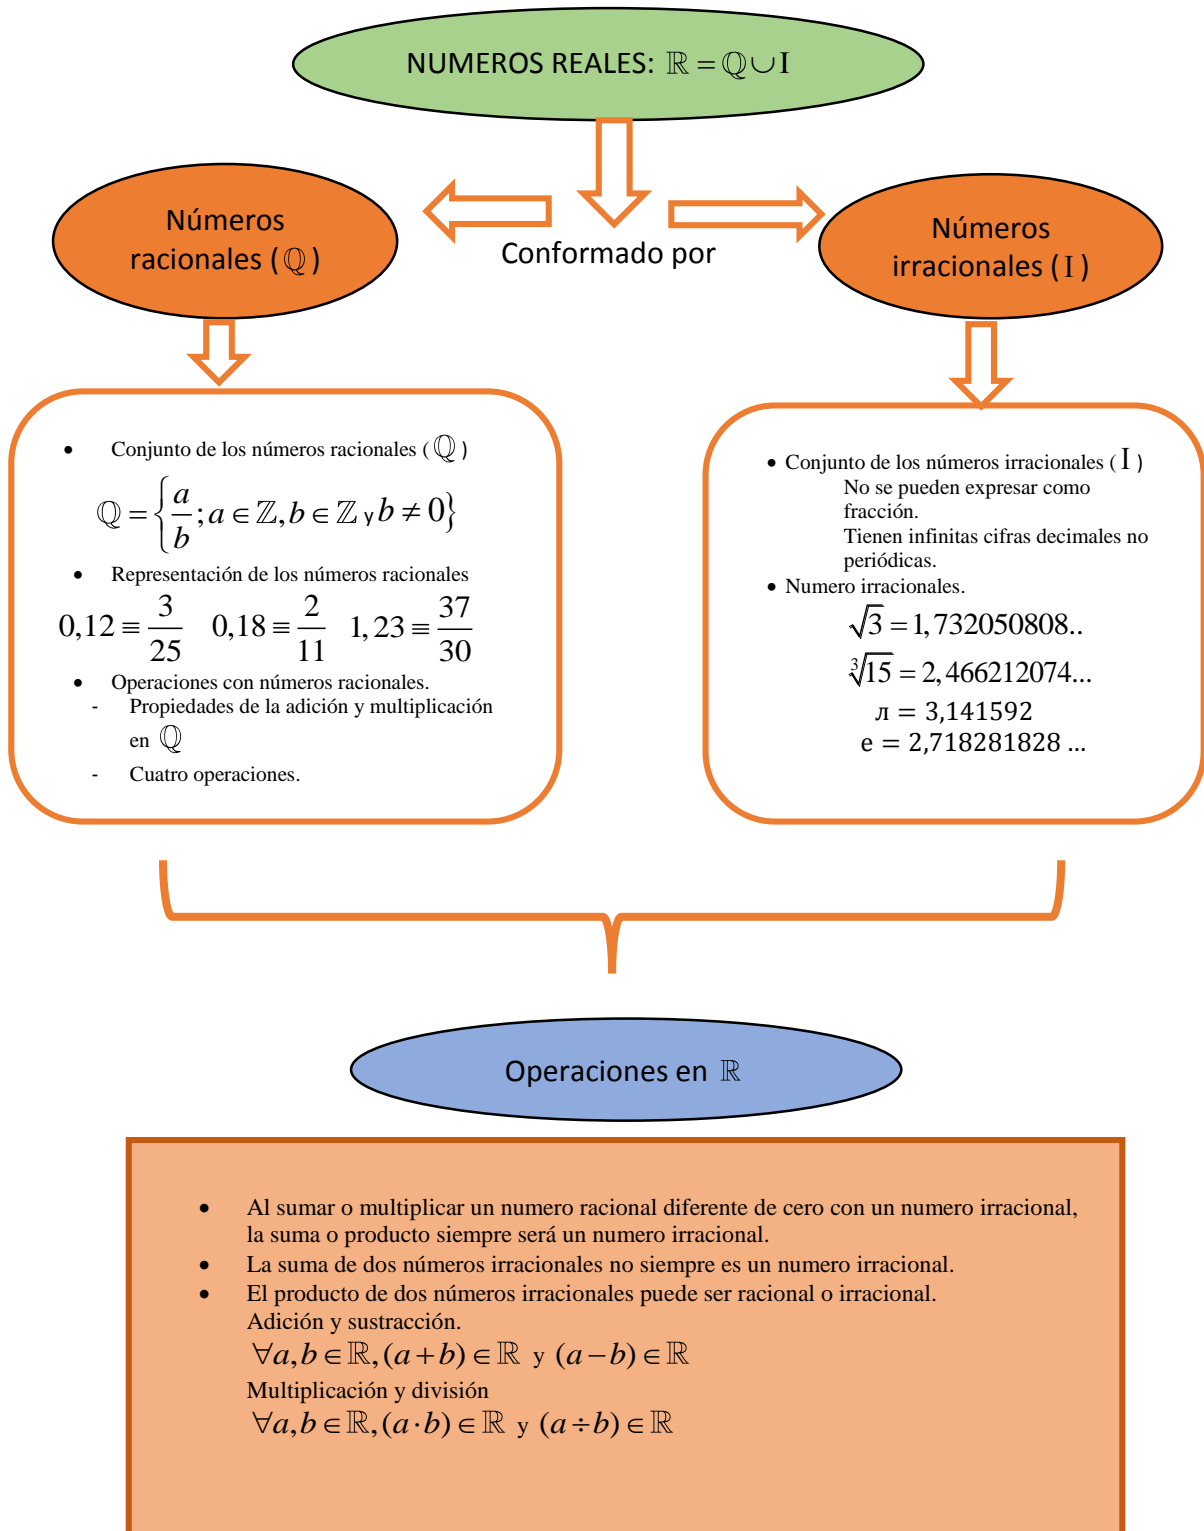 NUMEROS REALES: ℝ = ℚ ∪ I
Números
racionales (ℚ)
Conformado por
Números
irracionales (I)
• Conjunto de los números racionales (ℚ)
ℚ = {a/b; a ∈ ℤ, b ∈ ℤ y b ≠ 0}
• Representación de los números racionales
0,12 ≡ 3/25 0,18 ≡ 2/11 1,23 ≡ 37/30
• Operaciones con números racionales.
- Propiedades de la adición y multiplicación
en ℚ
- Cuatro operaciones.
• Conjunto de los números irracionales (I)
No se pueden expresar como
fracción.
Tienen infinitas cifras decimales no
periódicas.
• Numero irracionales.
√3 = 1,732050808..
∛15 = 2,466212074...
л = 3,141592
e = 2,718281828 ...
Operaciones en ℝ
• Al sumar o multiplicar un numero racional diferente de cero con un numero irracional,
la suma o producto siempre será un numero irracional.
• La suma de dos números irracionales no siempre es un numero irracional.
• El producto de dos números irracionales puede ser racional o irracional.
Adición y sustracción.
∀a,b ∈ ℝ, (a + b) ∈ ℝ y (a − b) ∈ ℝ
Multiplicación y división
∀a,b ∈ ℝ, (a · b) ∈ ℝ y (a ÷ b) ∈ ℝ